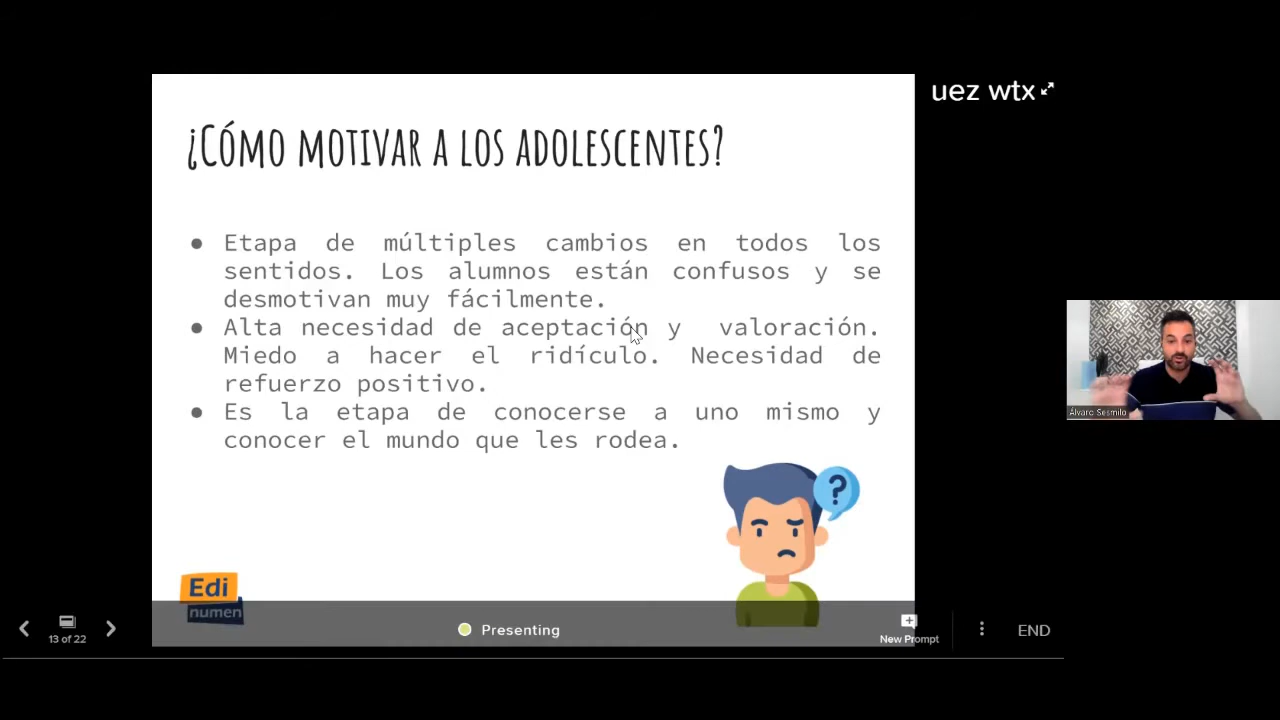 uez wtx
¿Cómo motivar a los adolescentes?
● Etapa de múltiples cambios en todos los
sentidos. Los alumnos están confusos y se
desmotivan muy fácilmente.
● Alta necesidad de aceptación y valoración.
Miedo a hacer el ridículo. Necesidad de
refuerzo positivo.
● Es la etapa de conocerse a uno mismo y
conocer el mundo que les rodea.
?
Edi
numen
13 of 22
Presenting
New Prompt
END
Álvaro Sesmilo